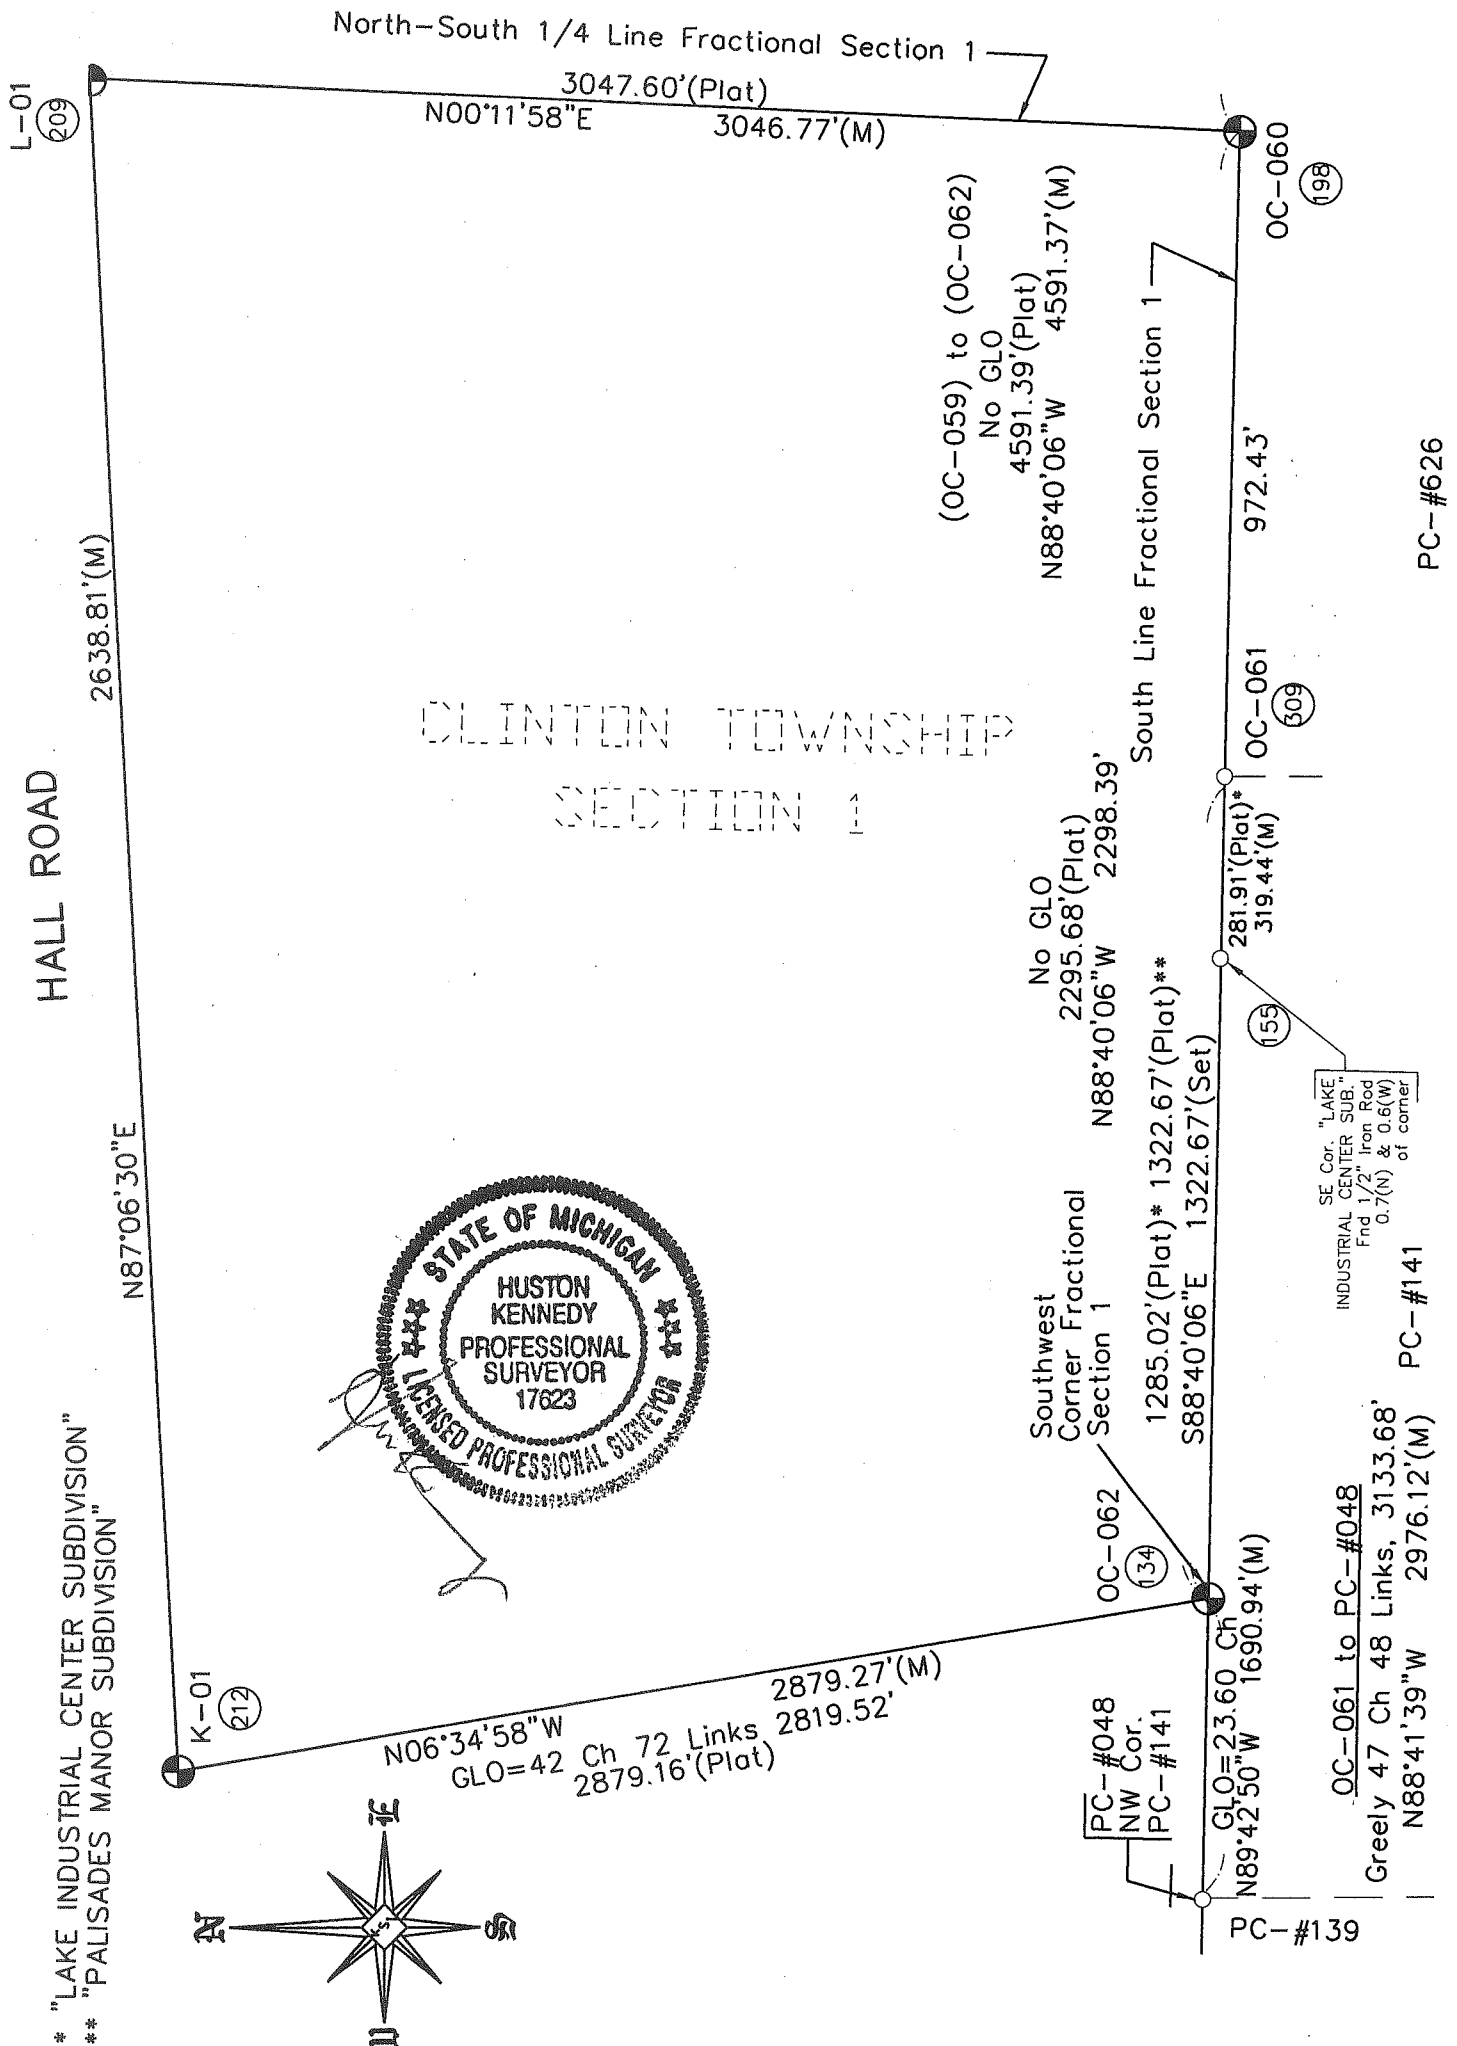 * "LAKE INDUSTRIAL CENTER SUBDIVISION"
** "PALISADES MANOR SUBDIVISION"
HALL ROAD
K-01
212
N87°06'30"E
2638.81'(M)
L-01
209
North-South 1/4 Line Fractional Section 1
3047.60'(Plat)
N00°11'58"E 3046.77'(M)
N
E
S
W
STATE OF MICHIGAN
LICENSED PROFESSIONAL SURVEYOR
HUSTON
KENNEDY
PROFESSIONAL
SURVEYOR
17623
CLINTON TOWNSHIP
SECTION 1
N06°34'58"W 2879.27'(M)
GLO=42 Ch 72 Links 2819.52'
2879.16'(Plat)
(OC-059) to (OC-062)
No GLO
4591.39'(Plat)
N88°40'06"W 4591.37'(M)
No GLO
2295.68'(Plat)
N88°40'06"W 2298.39'
South Line Fractional Section 1
Southwest
Corner Fractional
Section 1
OC-062
134
1285.02'(Plat)* 1322.67'(Plat)**
S88°40'06"E 1322.67'(Set)
PC-#048
NW Cor.
PC-#141
GLO=23.60 Ch
N89°42'50"W 1690.94'(M)
281.91'(Plat)*
319.44'(M)
155
OC-061
309
972.43'
OC-060
198
SE Cor. "LAKE
INDUSTRIAL CENTER SUB."
Fnd 1/2" Iron Rod
0.7(N) & 0.6(W)
of corner
PC-#139
OC-061 to PC-#048
Greely 47 Ch 48 Links, 3133.68'
N88°41'39"W 2976.12'(M)
PC-#141
PC-#626